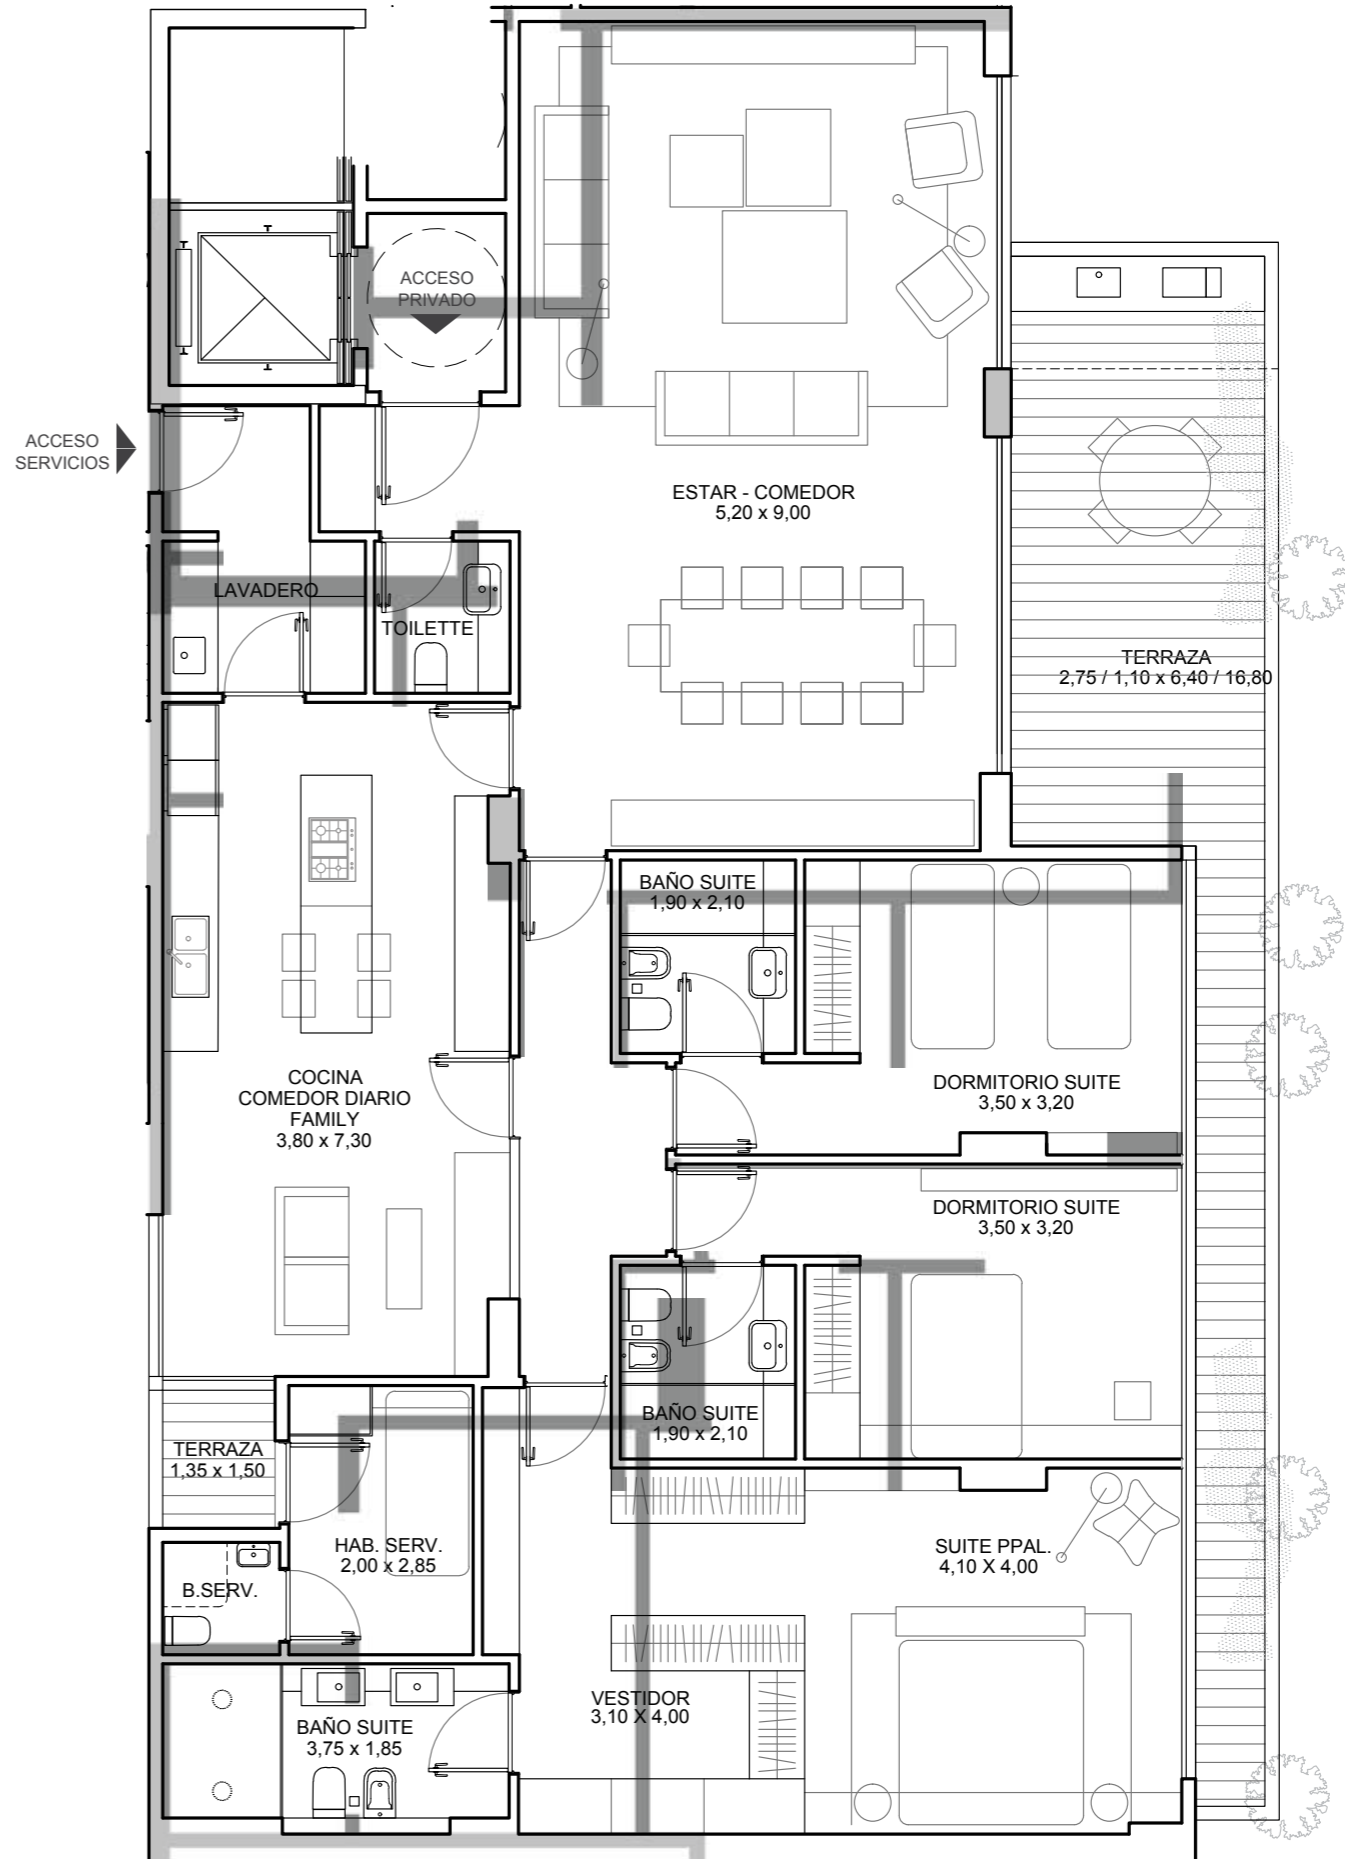 ACCESO
PRIVADO
ACCESO
SERVICIOS
ESTAR - COMEDOR
5,20 x 9,00
LAVADERO
TOILETTE
TERRAZA
2,75 / 1,10 x 6,40 / 16,80
BAÑO SUITE
1,90 x 2,10
COCINA
COMEDOR DIARIO
FAMILY
3,80 x 7,30
DORMITORIO SUITE
3,50 x 3,20
DORMITORIO SUITE
3,50 x 3,20
BAÑO SUITE
1,90 x 2,10
TERRAZA
1,35 x 1,50
HAB. SERV.
2,00 x 2,85
SUITE PPAL.
4,10 X 4,00
B.SERV.
VESTIDOR
3,10 X 4,00
BAÑO SUITE
3,75 x 1,85